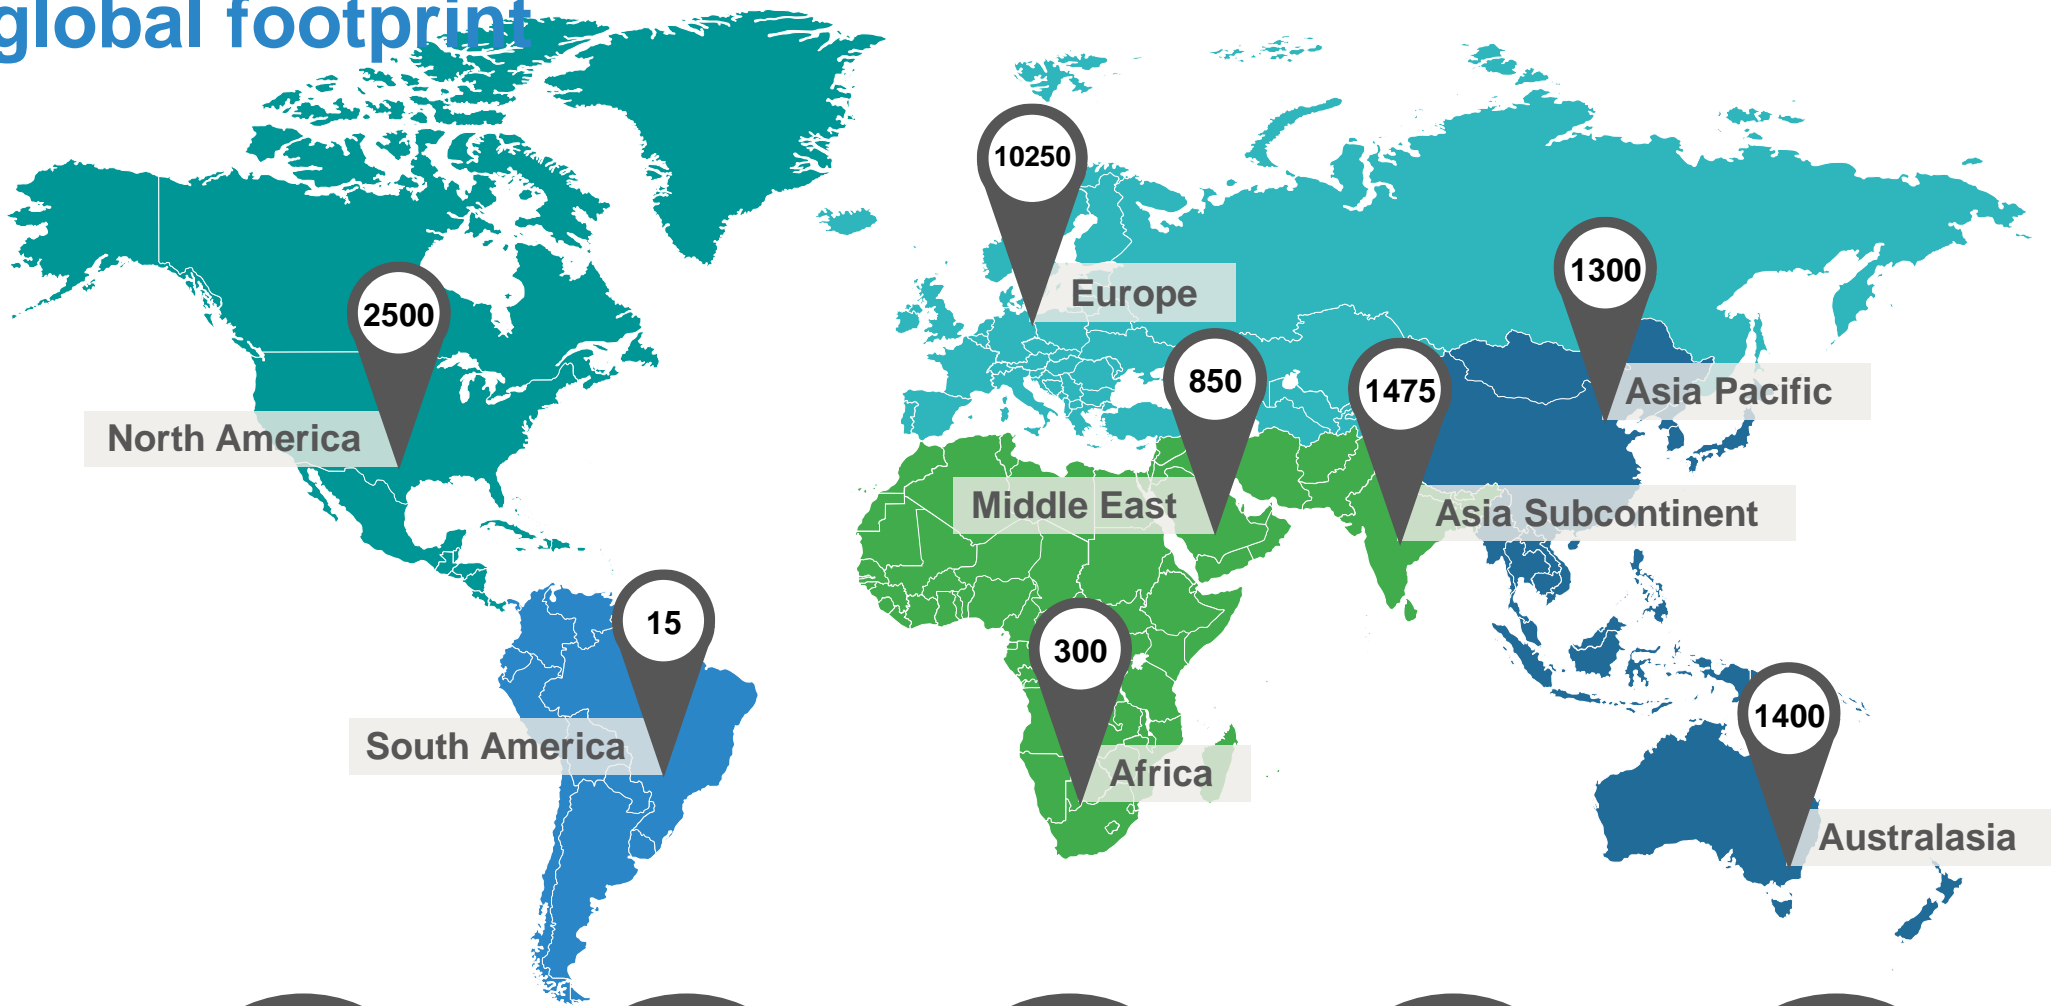 global footprint
10250
Europe
1300
2500
Asia Pacific
850
1475
North America
Middle East
Asia Subcontinent
15
300
1400
South America
Africa
Australasia